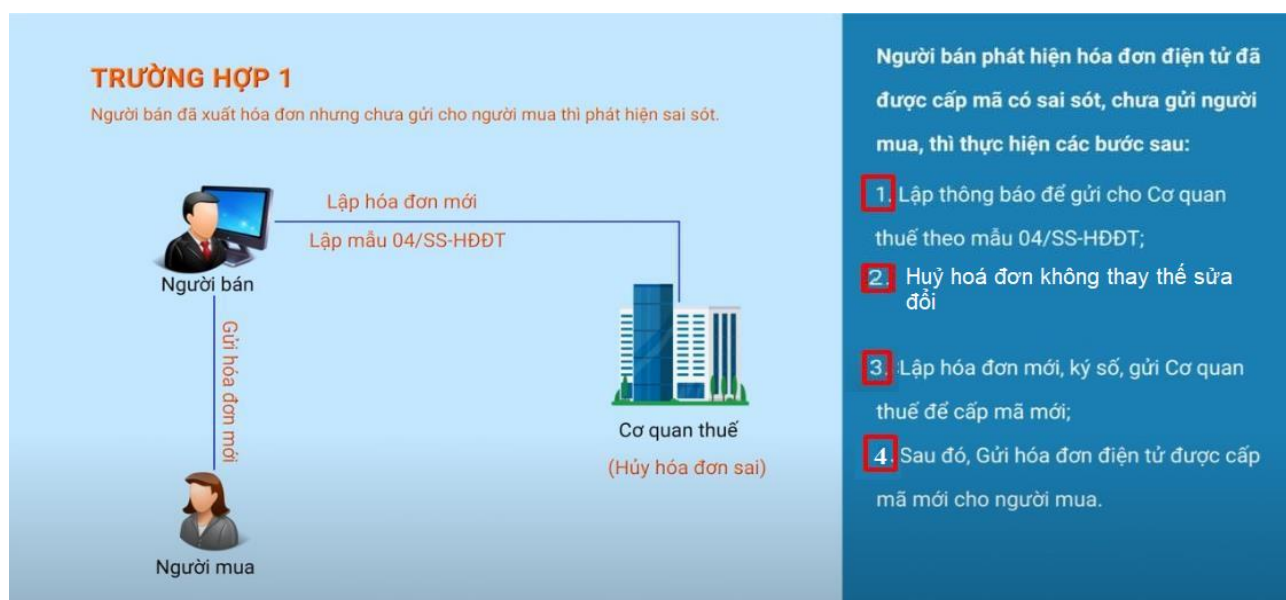 TRƯỜNG HỢP 1
Người bán đã xuất hóa đơn nhưng chưa gửi cho người mua thì phát hiện sai sót.
Lập hóa đơn mới
Lập mẫu 04/SS-HĐĐT
Người bán
Gửi hóa đơn mới
Cơ quan thuế
(Hủy hóa đơn sai)
Người mua
Người bán phát hiện hóa đơn điện tử đã
được cấp mã có sai sót, chưa gửi người
mua, thì thực hiện các bước sau:
1. Lập thông báo để gửi cho Cơ quan
thuế theo mẫu 04/SS-HĐĐT;
2. Huỷ hoá đơn không thay thế sửa
đổi
3. Lập hóa đơn mới, ký số, gửi Cơ quan
thuế để cấp mã mới;
4. Sau đó, Gửi hóa đơn điện tử được cấp
mã mới cho người mua.